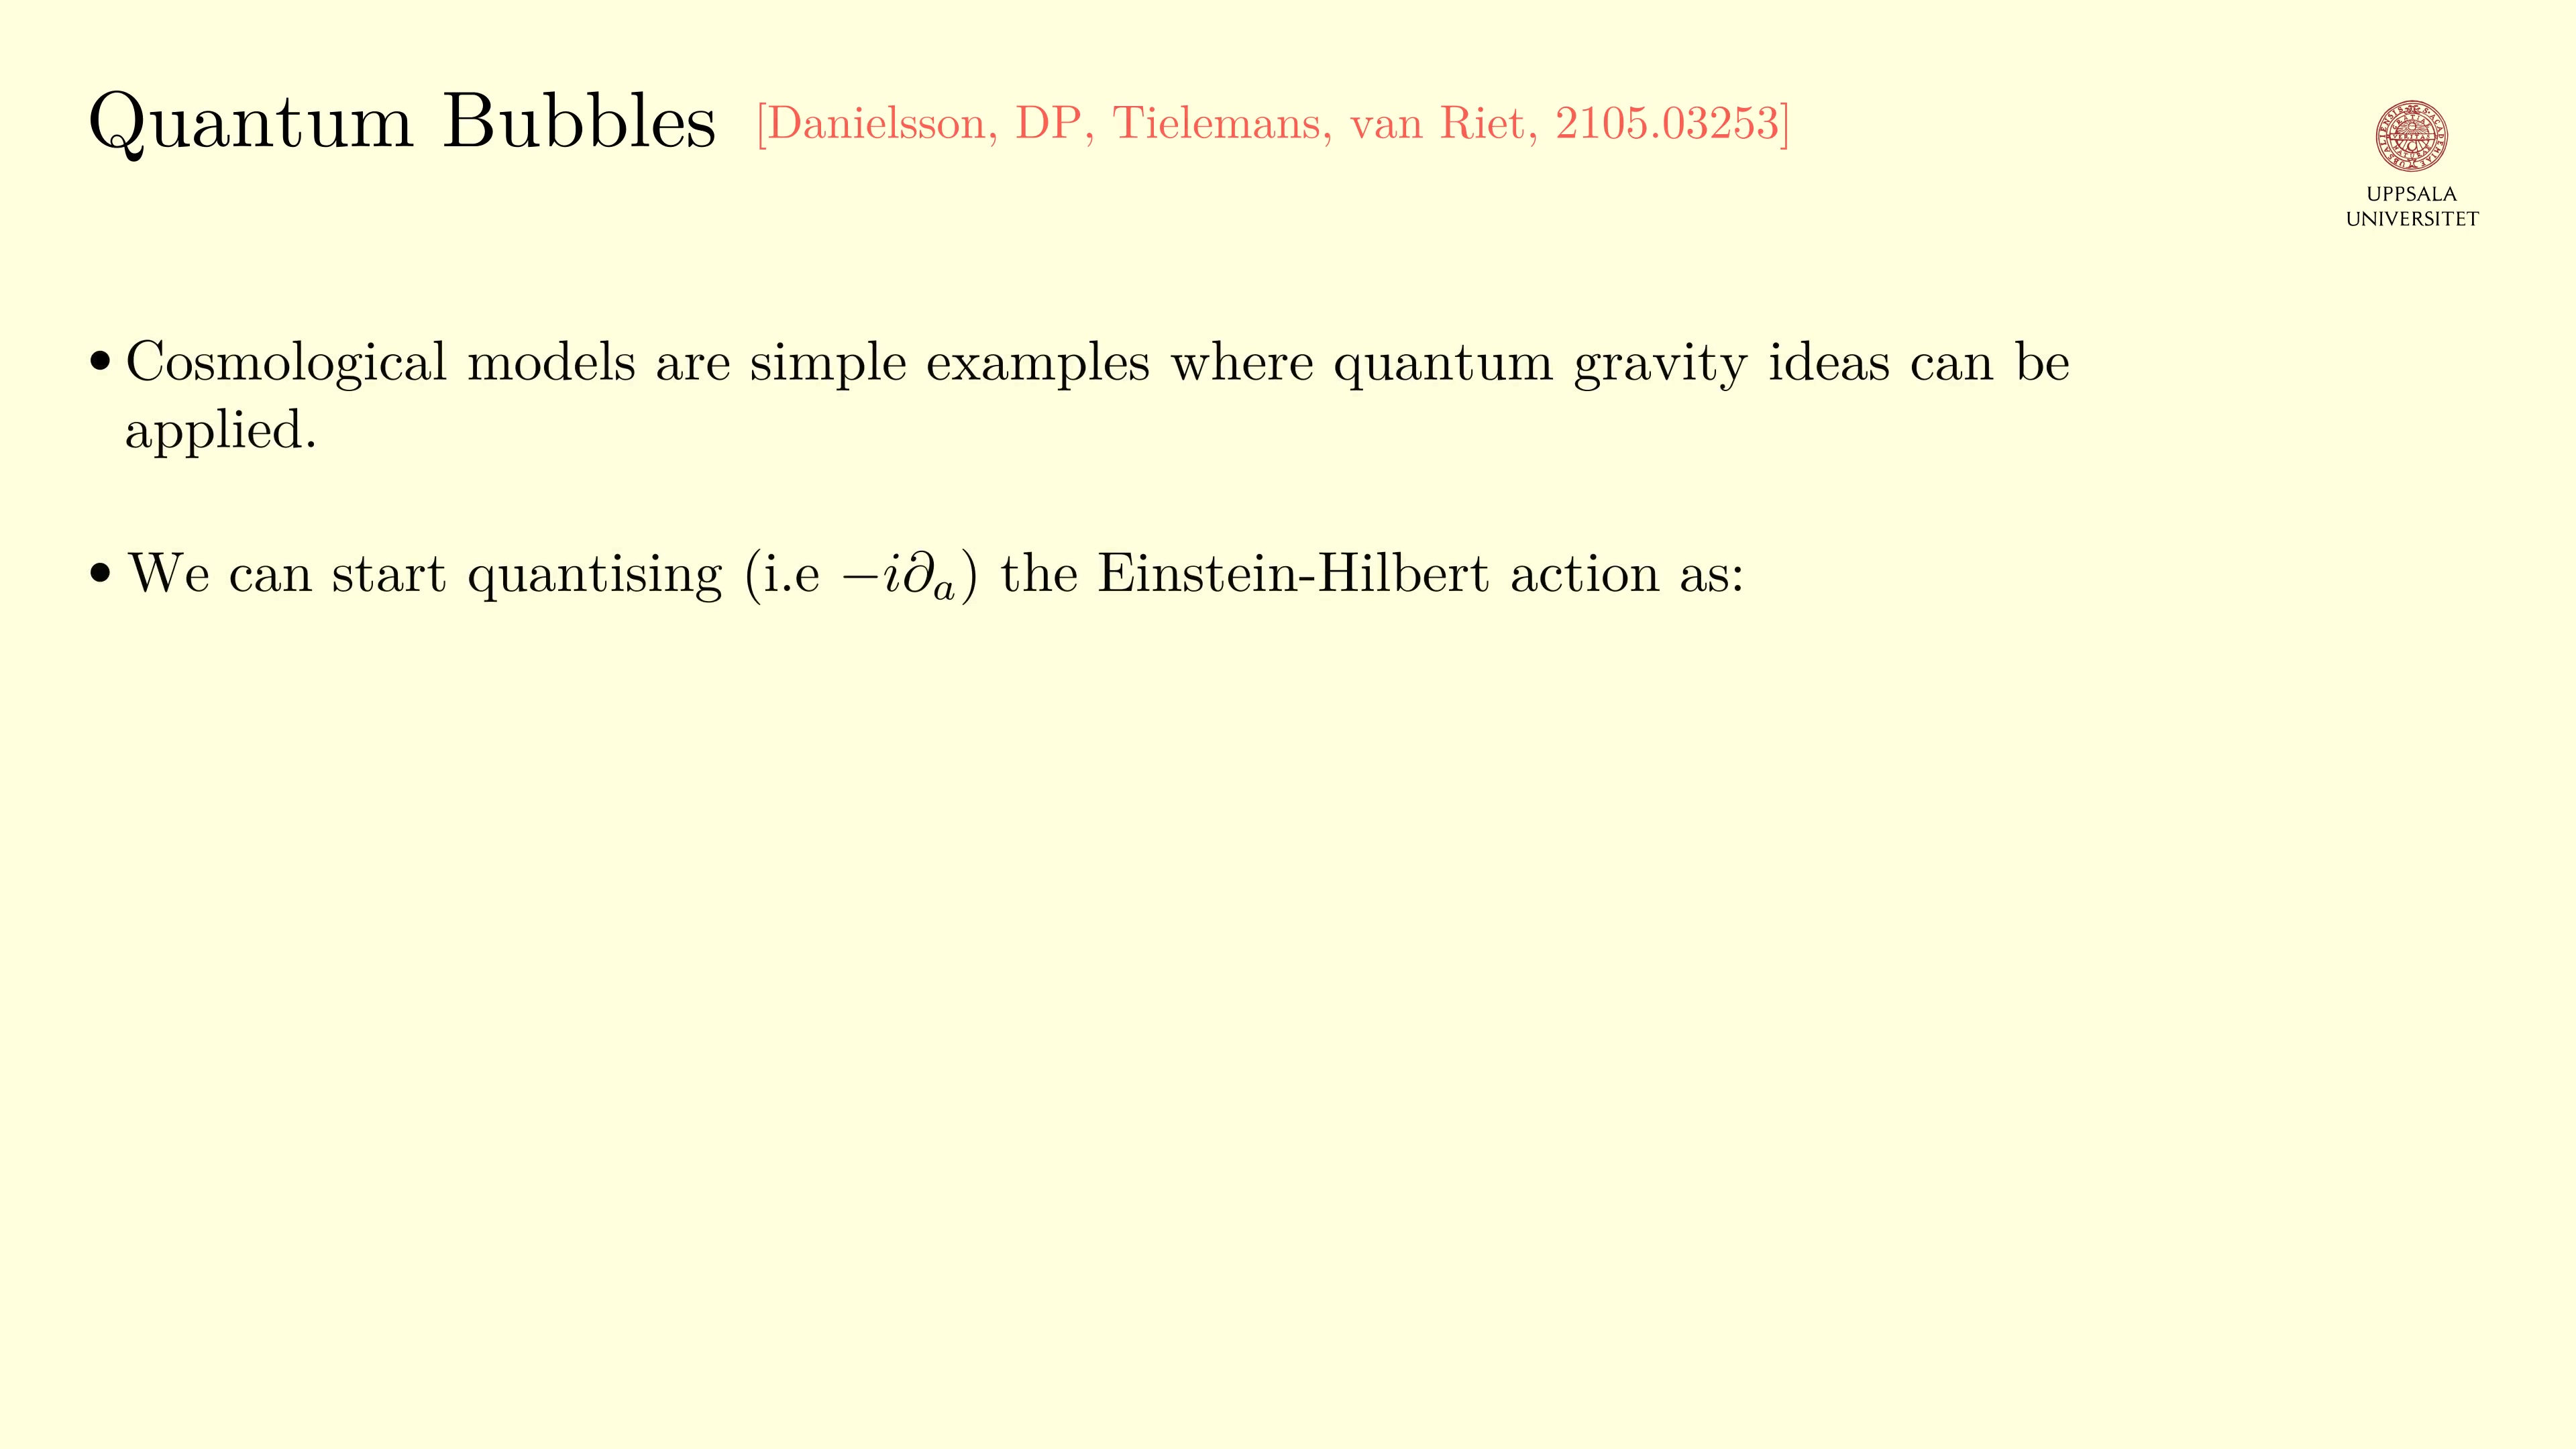 Quantum Bubbles [Danielsson, DP, Tielemans, van Riet, 2105.03253]
UPPSALA
UNIVERSITET
• Cosmological models are simple examples where quantum gravity ideas can be
applied.
• We can start quantising (i.e −i∂ₐ) the Einstein-Hilbert action as: